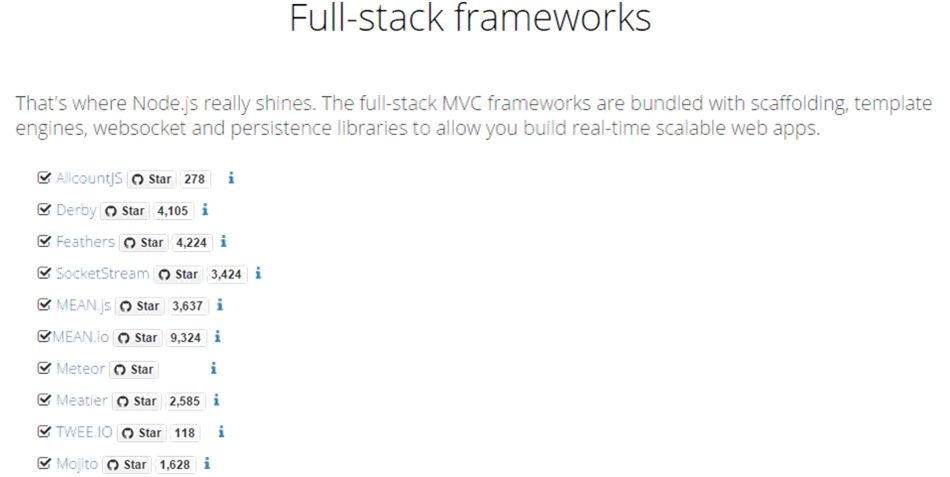 Full-stack frameworks
That's where Node.js really shines. The full-stack MVC frameworks are bundled with scaffolding, template
engines, websocket and persistence libraries to allow you build real-time scalable web apps.
AllcountJS Star 278 i
Derby Star 4,105 i
Feathers Star 4,224 i
SocketStream Star 3,424 i
MEAN.js Star 3,637 i
MEAN.io Star 9,324 i
Meteor Star i
Meatier Star 2,585 i
TWEE.IO Star 118 i
Mojito Star 1,628 i